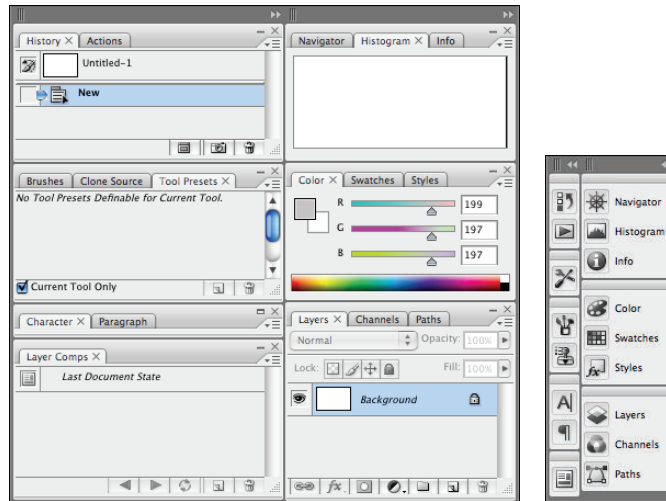 History × Actions
Untitled-1
New
Brushes Clone Source Tool Presets ×
No Tool Presets Definable for Current Tool.
Current Tool Only
Character × Paragraph
Layer Comps ×
Last Document State
Navigator Histogram × Info
Color × Swatches Styles
R 199
G 197
B 197
Layers × Channels Paths
Normal Opacity: 100%
Lock: Fill: 100%
Background
fx
Navigator
Histogram
Info
Color
Swatches
Styles
Layers
Channels
Paths